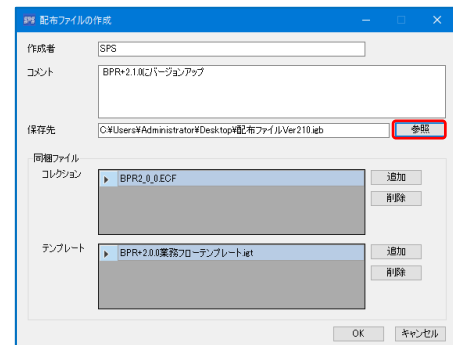 配布ファイルの作成
作成者 SPS
コメント BPR+2.1.0にバージョンアップ
保存先 C:¥Users¥Administrator¥Desktop¥配布ファイルVer210.igb 参照
同梱ファイル
コレクション BPR2_0_0.ECF 追加
削除
テンプレート BPR+2.0.0業務フローテンプレート.igt 追加
削除
OK キャンセル